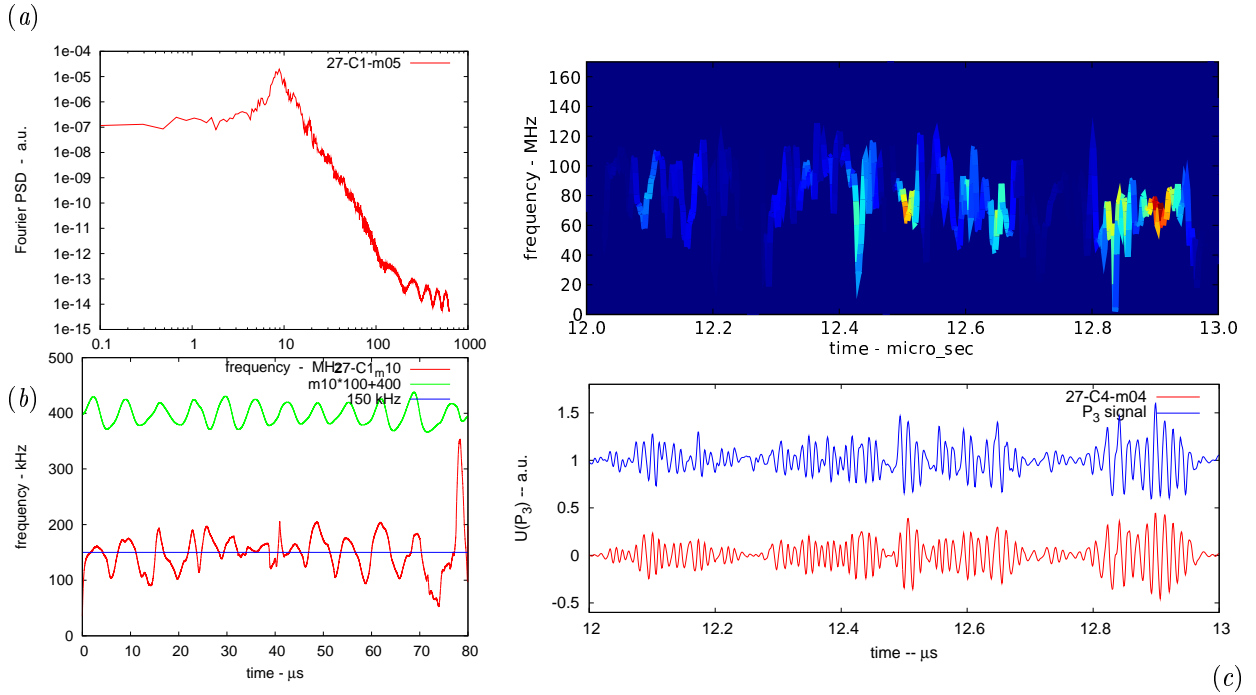 (a)
1e-04
1e-05
1e-06
1e-07
1e-08
1e-09
1e-10
1e-11
1e-12
1e-13
1e-14
1e-15
Fourier PSD - a.u.
27-C1-m05
0.1 1 10 100 1000
frequency - MHz
170
160
140
120
100
80
60
40
20
0
frequency - MHz
12.0 12.2 12.4 12.6 12.8 13.0
time - micro_sec
(b)
500
400
300
200
100
0
frequency - kHz
27-C1m10
m10*100+400
150 kHz
0 10 20 30 40 50 60 70 80
time - μs
1.5
1
0.5
0
-0.5
U(P3) -- a.u.
27-C4-m04
P3 signal
12 12.2 12.4 12.6 12.8 13
time -- μs
(c)